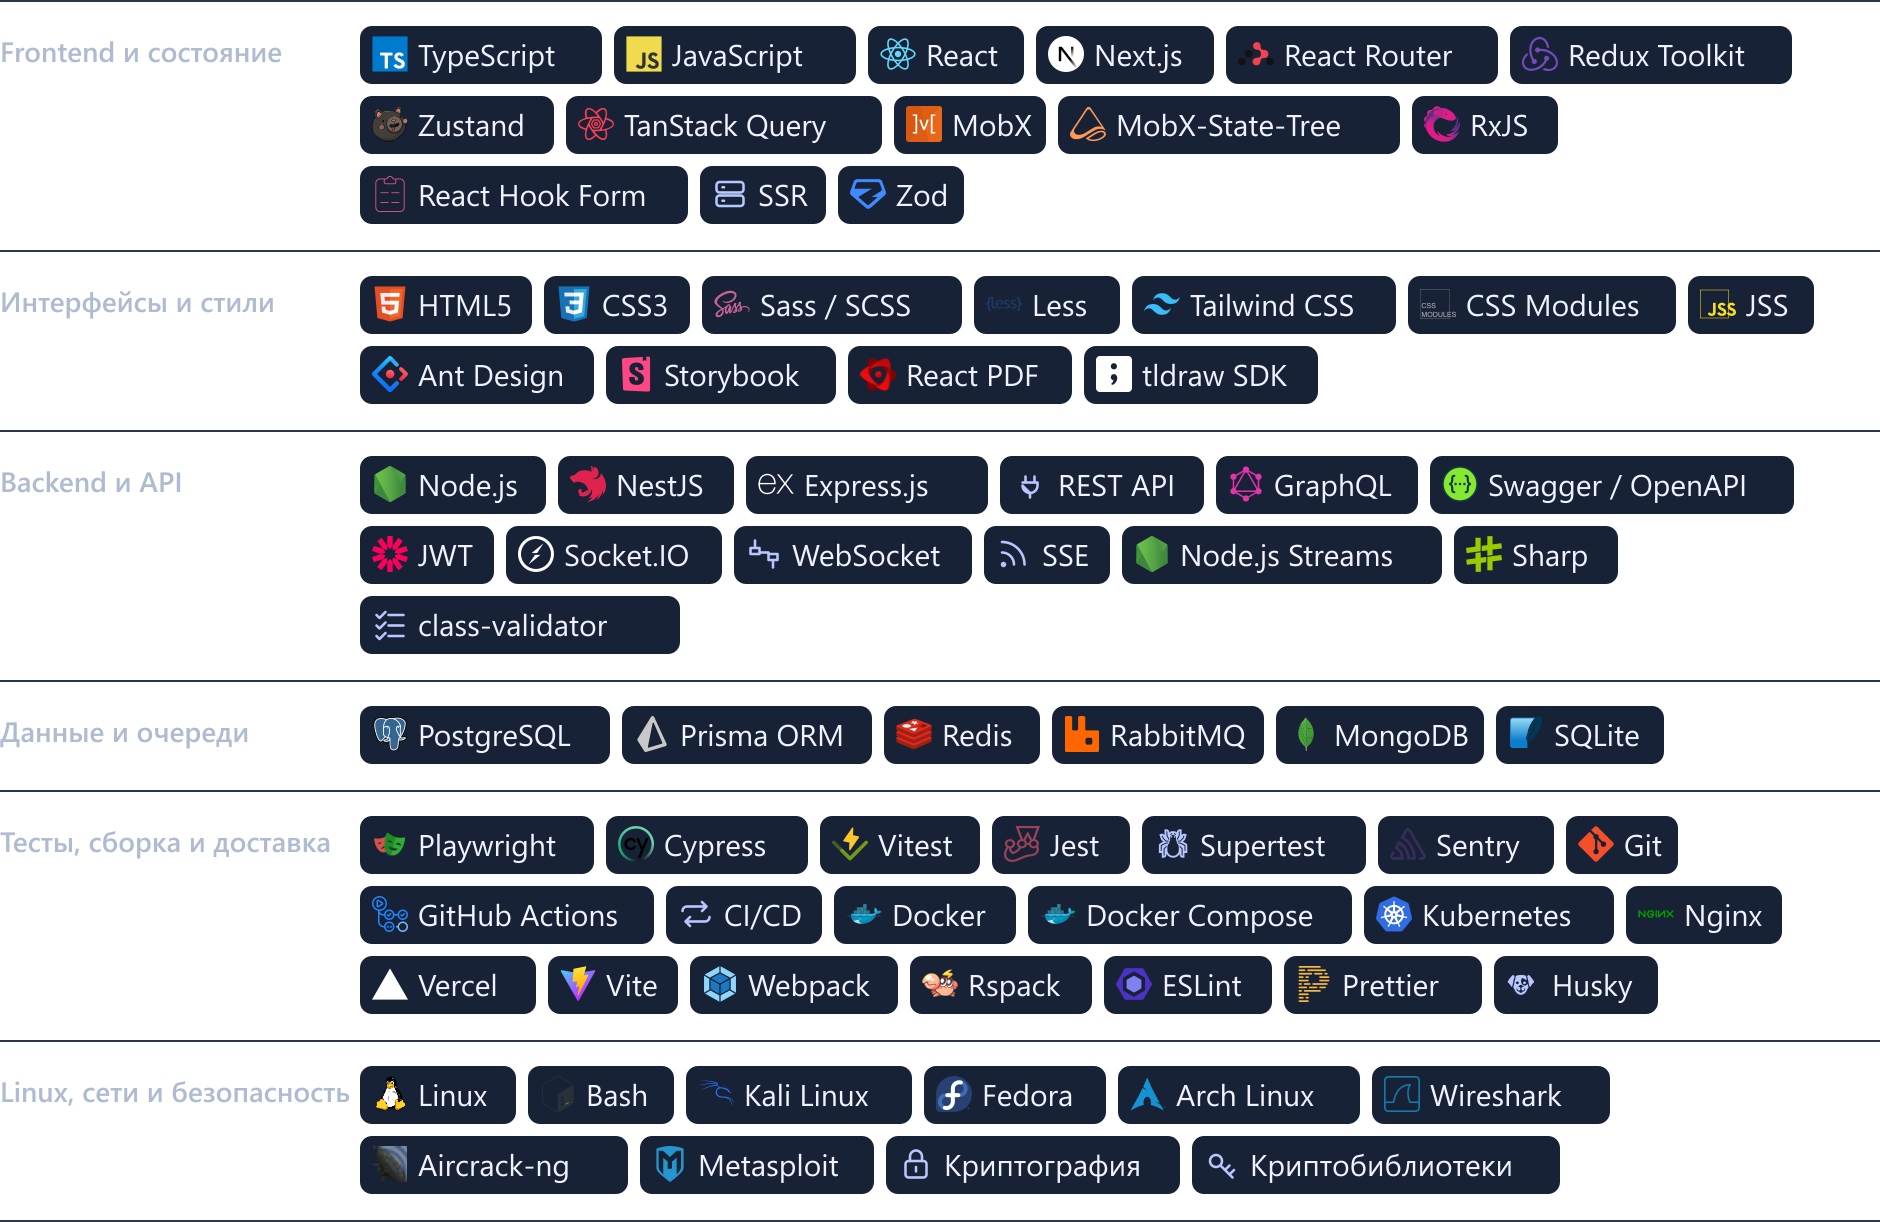 Frontend и состояние
TypeScript JavaScript React Next.js React Router Redux Toolkit
Zustand TanStack Query MobX MobX-State-Tree RxJS
React Hook Form SSR Zod
Интерфейсы и стили
HTML5 CSS3 Sass / SCSS Less Tailwind CSS CSS Modules JSS
Ant Design Storybook React PDF tldraw SDK
Backend и API
Node.js NestJS Express.js REST API GraphQL Swagger / OpenAPI
JWT Socket.IO WebSocket SSE Node.js Streams Sharp
class-validator
Данные и очереди
PostgreSQL Prisma ORM Redis RabbitMQ MongoDB SQLite
Тесты, сборка и доставка
Playwright Cypress Vitest Jest Supertest Sentry Git
GitHub Actions CI/CD Docker Docker Compose Kubernetes Nginx
Vercel Vite Webpack Rspack ESLint Prettier Husky
Linux, сети и безопасность
Linux Bash Kali Linux Fedora Arch Linux Wireshark
Aircrack-ng Metasploit Криптография Криптобиблиотеки